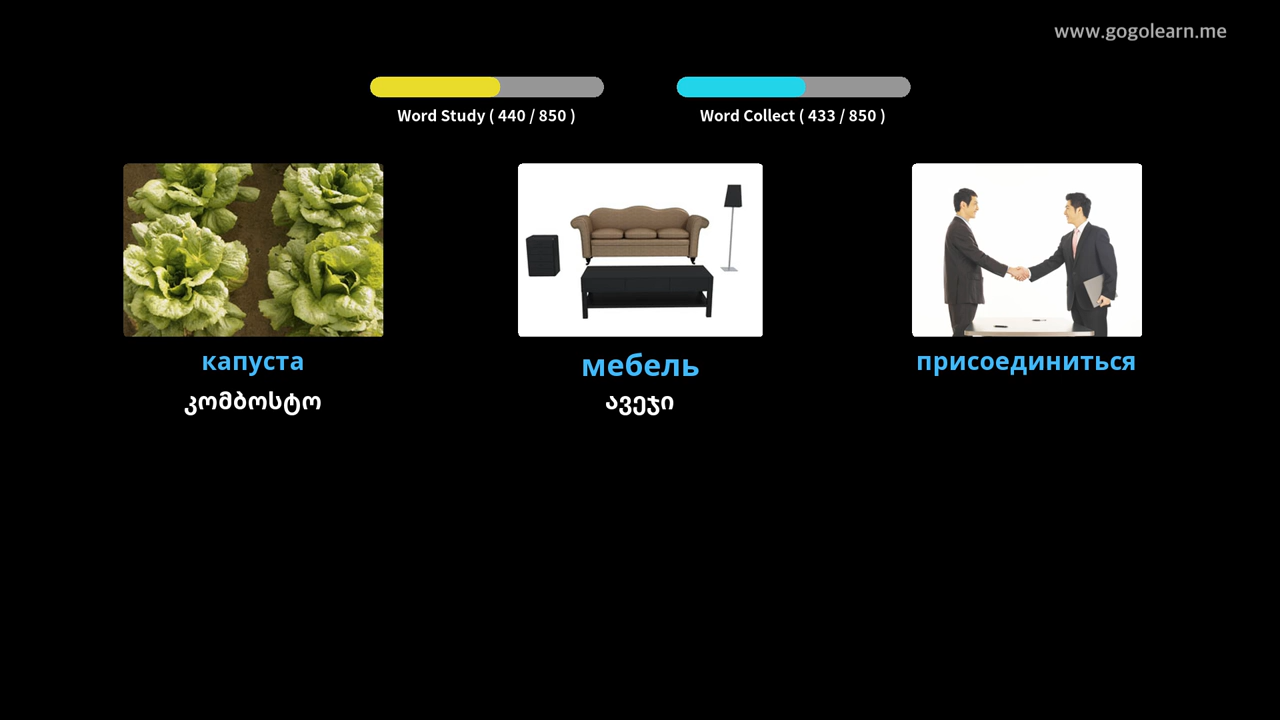 www.gogolearn.me
Word Study ( 440 / 850 )
Word Collect ( 433 / 850 )
капуста
мебель
присоединиться
კომბოსტო
ავეჯი